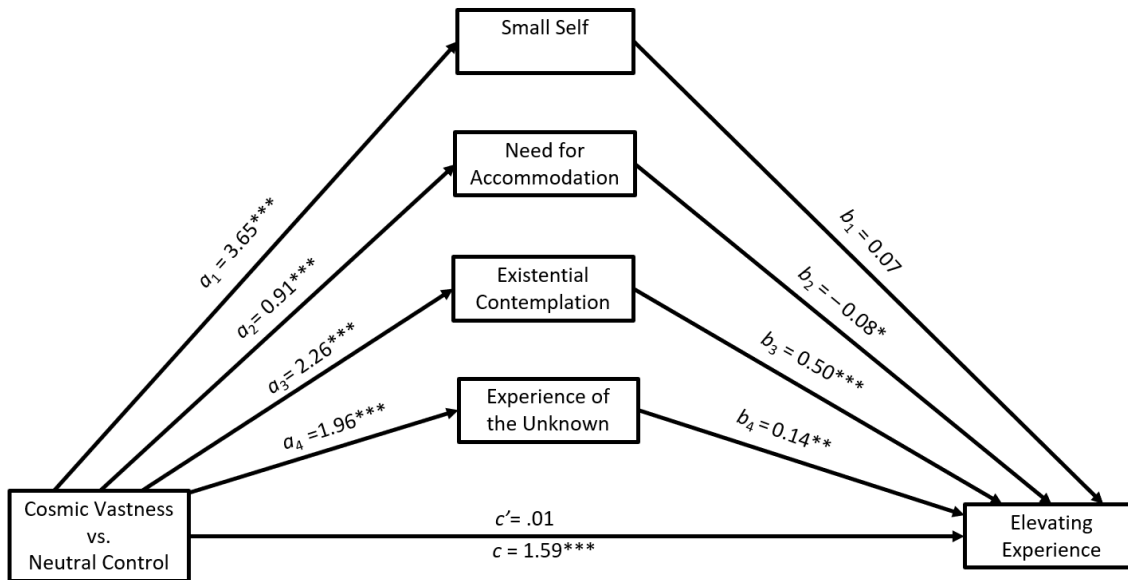 Small Self
Need for
Accommodation
Existential
Contemplation
Experience of
the Unknown
a₁ = 3.65***
a₂= 0.91***
a₃= 2.26***
a₄ =1.96***
b₁ = 0.07
b₂ = −0.08*
b₃ = 0.50***
b₄ = 0.14**
Cosmic Vastness
vs.
Neutral Control
c’= .01
c = 1.59***
Elevating
Experience